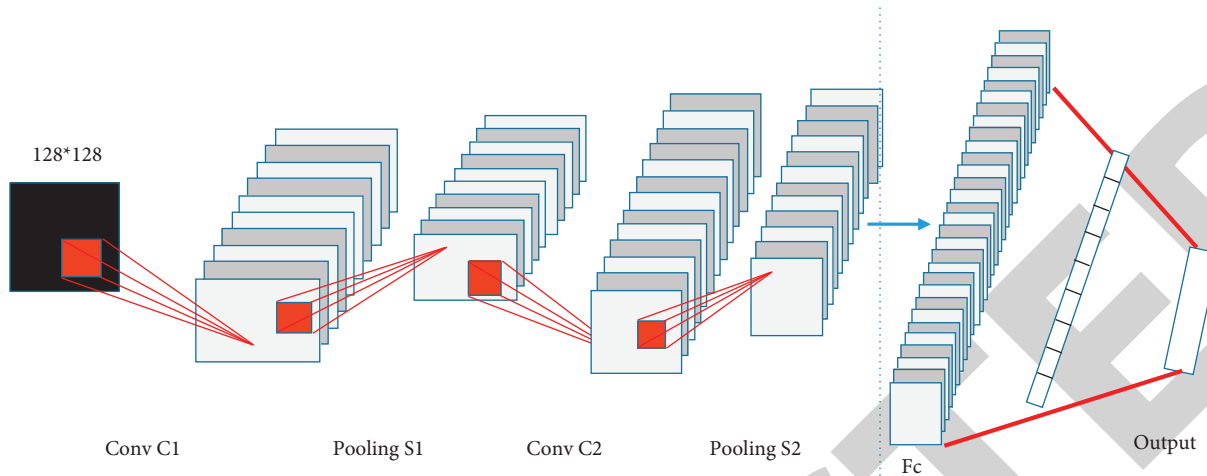 128*128
Conv C1
Pooling S1
Conv C2
Pooling S2
Fc
Output